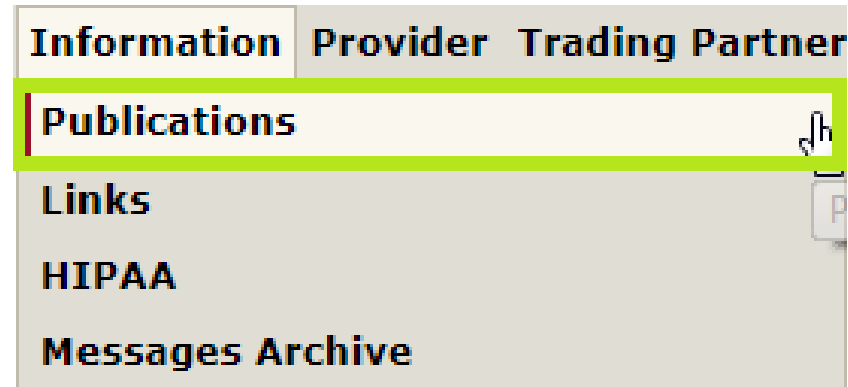 Information Provider Trading Partner
Publications
Links
P
HIPAA
Messages Archive